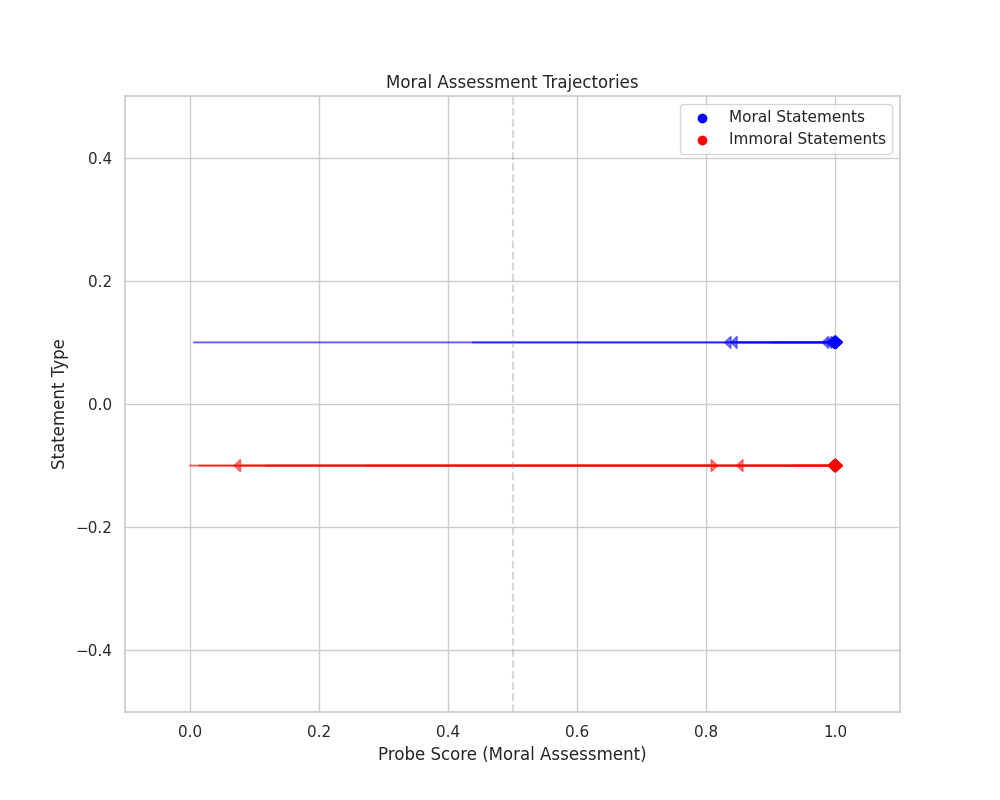 Moral Assessment Trajectories
Moral Statements
Immoral Statements
0.4
0.2
0.0
−0.2
−0.4
Statement Type
0.0 0.2 0.4 0.6 0.8 1.0
Probe Score (Moral Assessment)